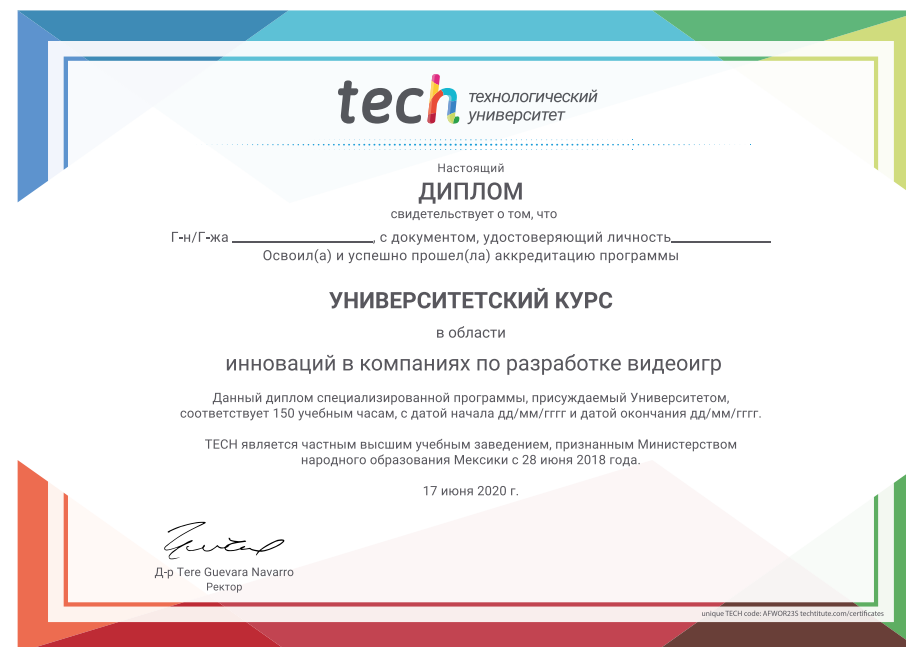 tech технологический
университет
Настоящий
ДИПЛОМ
свидетельствует о том, что
Г-н/Г-жа ________________, с документом, удостоверяющий личность____________
Освоил(а) и успешно прошел(ла) аккредитацию программы
УНИВЕРСИТЕТСКИЙ КУРС
в области
инноваций в компаниях по разработке видеоигр
Данный диплом специализированной программы, присуждаемый Университетом,
соответствует 150 учебным часам, с датой начала дд/мм/гггг и датой окончания дд/мм/гггг.
TECH является частным высшим учебным заведением, признанным Министерством
народного образования Мексики с 28 июня 2018 года.
17 июня 2020 г.
Д-р Tere Guevara Navarro
Ректор
unique TECH code: AFWOR23S techtitute.com/certificates